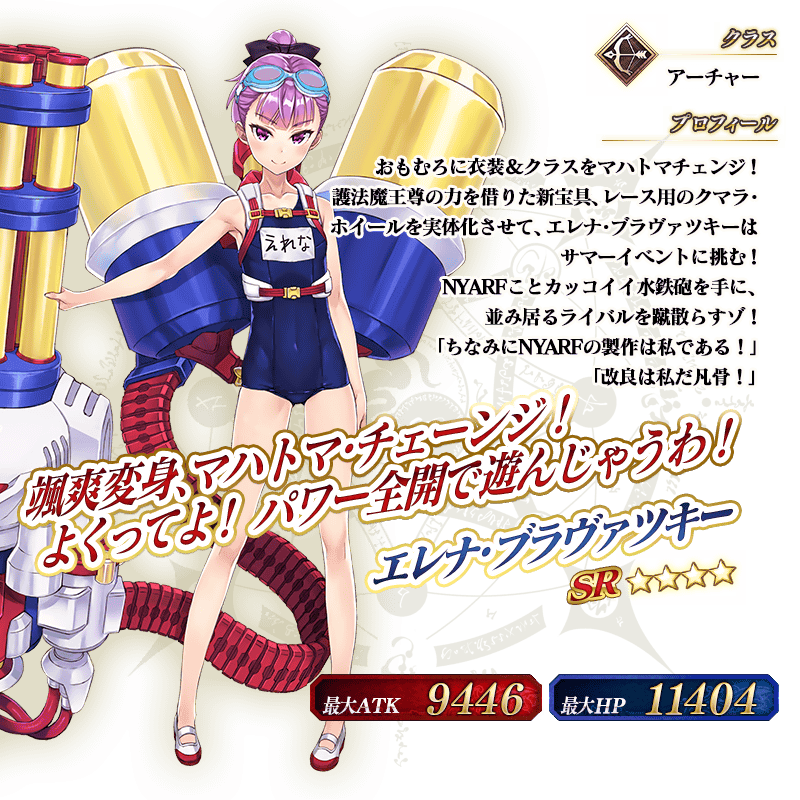 クラス
アーチャー
プロフィール
おもむろに衣装＆クラスをマハトマチェンジ！
護法魔王尊の力を借りた新宝具、レース用のクマラ・
ホイールを実体化させて、エレナ・ブラヴァツキーは
サマーイベントに挑む！
NYARFことカッコイイ水鉄砲を手に、
並み居るライバルを蹴散らすゾ！
「ちなみにNYARFの製作は私である！」
「改良は私だ凡骨！」
えれな
颯爽変身、マハトマ・チェーンジ！
よくってよ！ パワー全開で遊んじゃうわ！
エレナ・ブラヴァツキー
SR ☆☆☆☆
最大ATK 9446
最大HP 11404